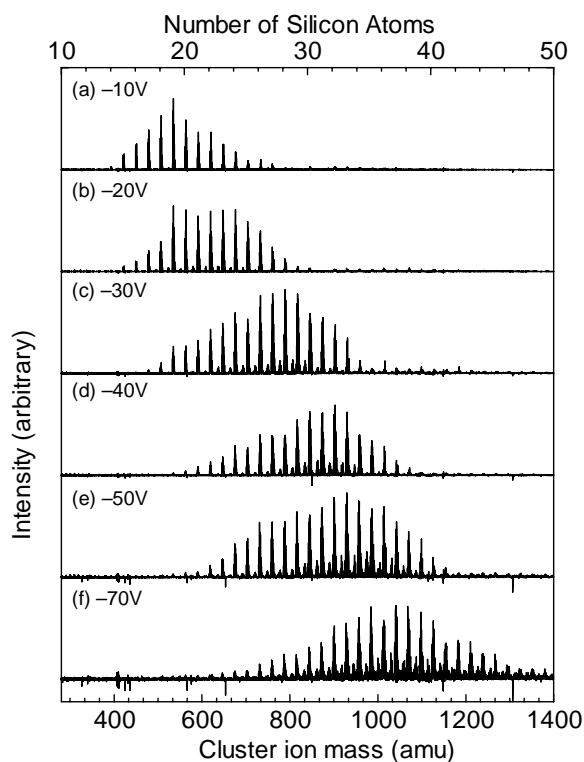 Number of Silicon Atoms
10 20 30 40 50
(a) –10V
(b) –20V
(c) –30V
(d) –40V
(e) –50V
(f) –70V
Intensity (arbitrary)
400 600 800 1000 1200 1400
Cluster ion mass (amu)